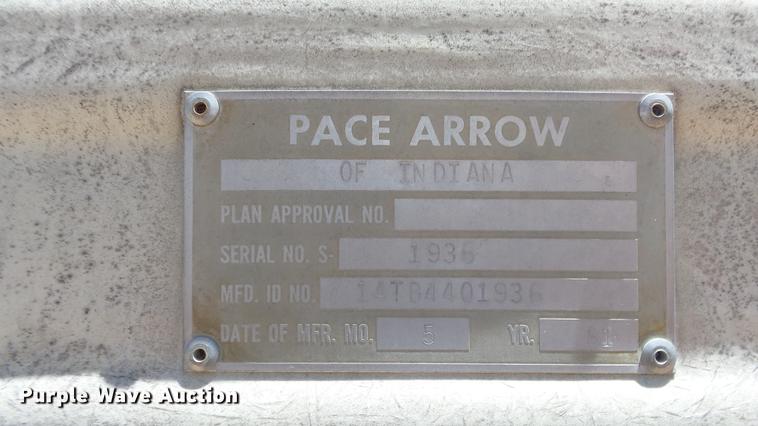 PACE ARROW
OF INDIANA
PLAN APPROVAL NO.
SERIAL NO. S- 1936
MFD. ID NO. 14TB4401936
DATE OF MFR. MO. 5 YR.
Purple Wave Auction